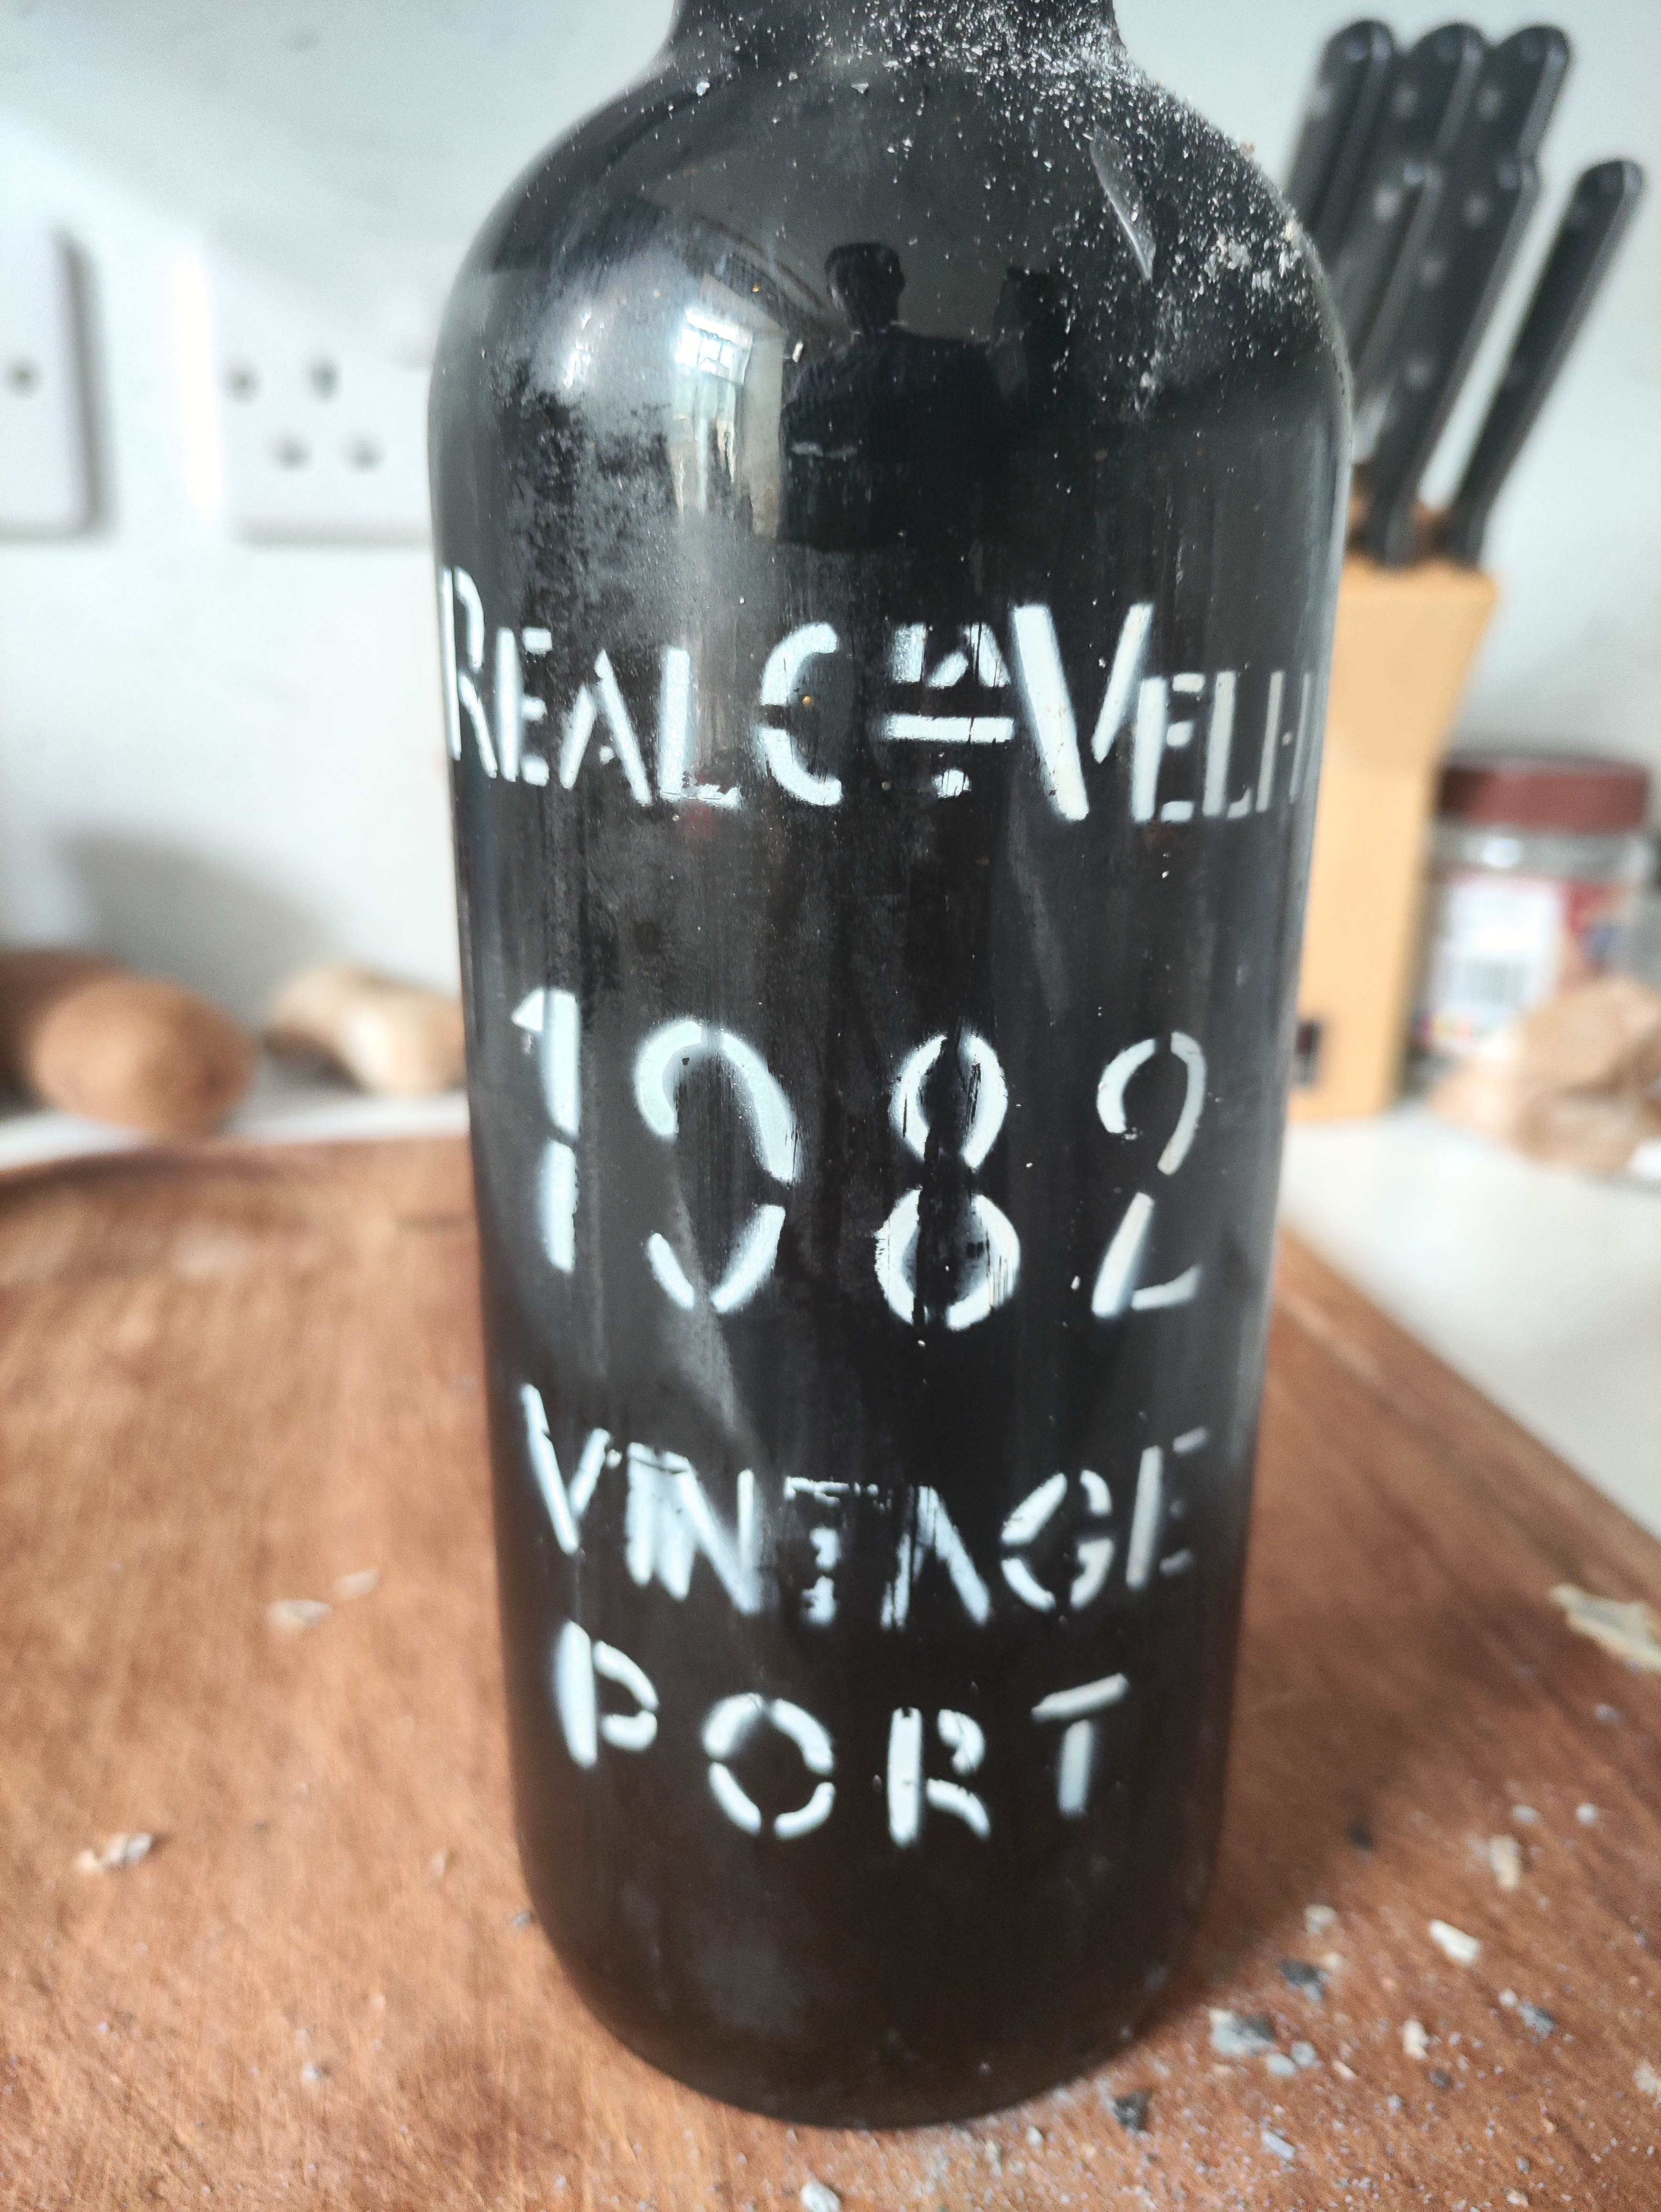 REAL Cia VELH
1982
VINTAGE
PORT